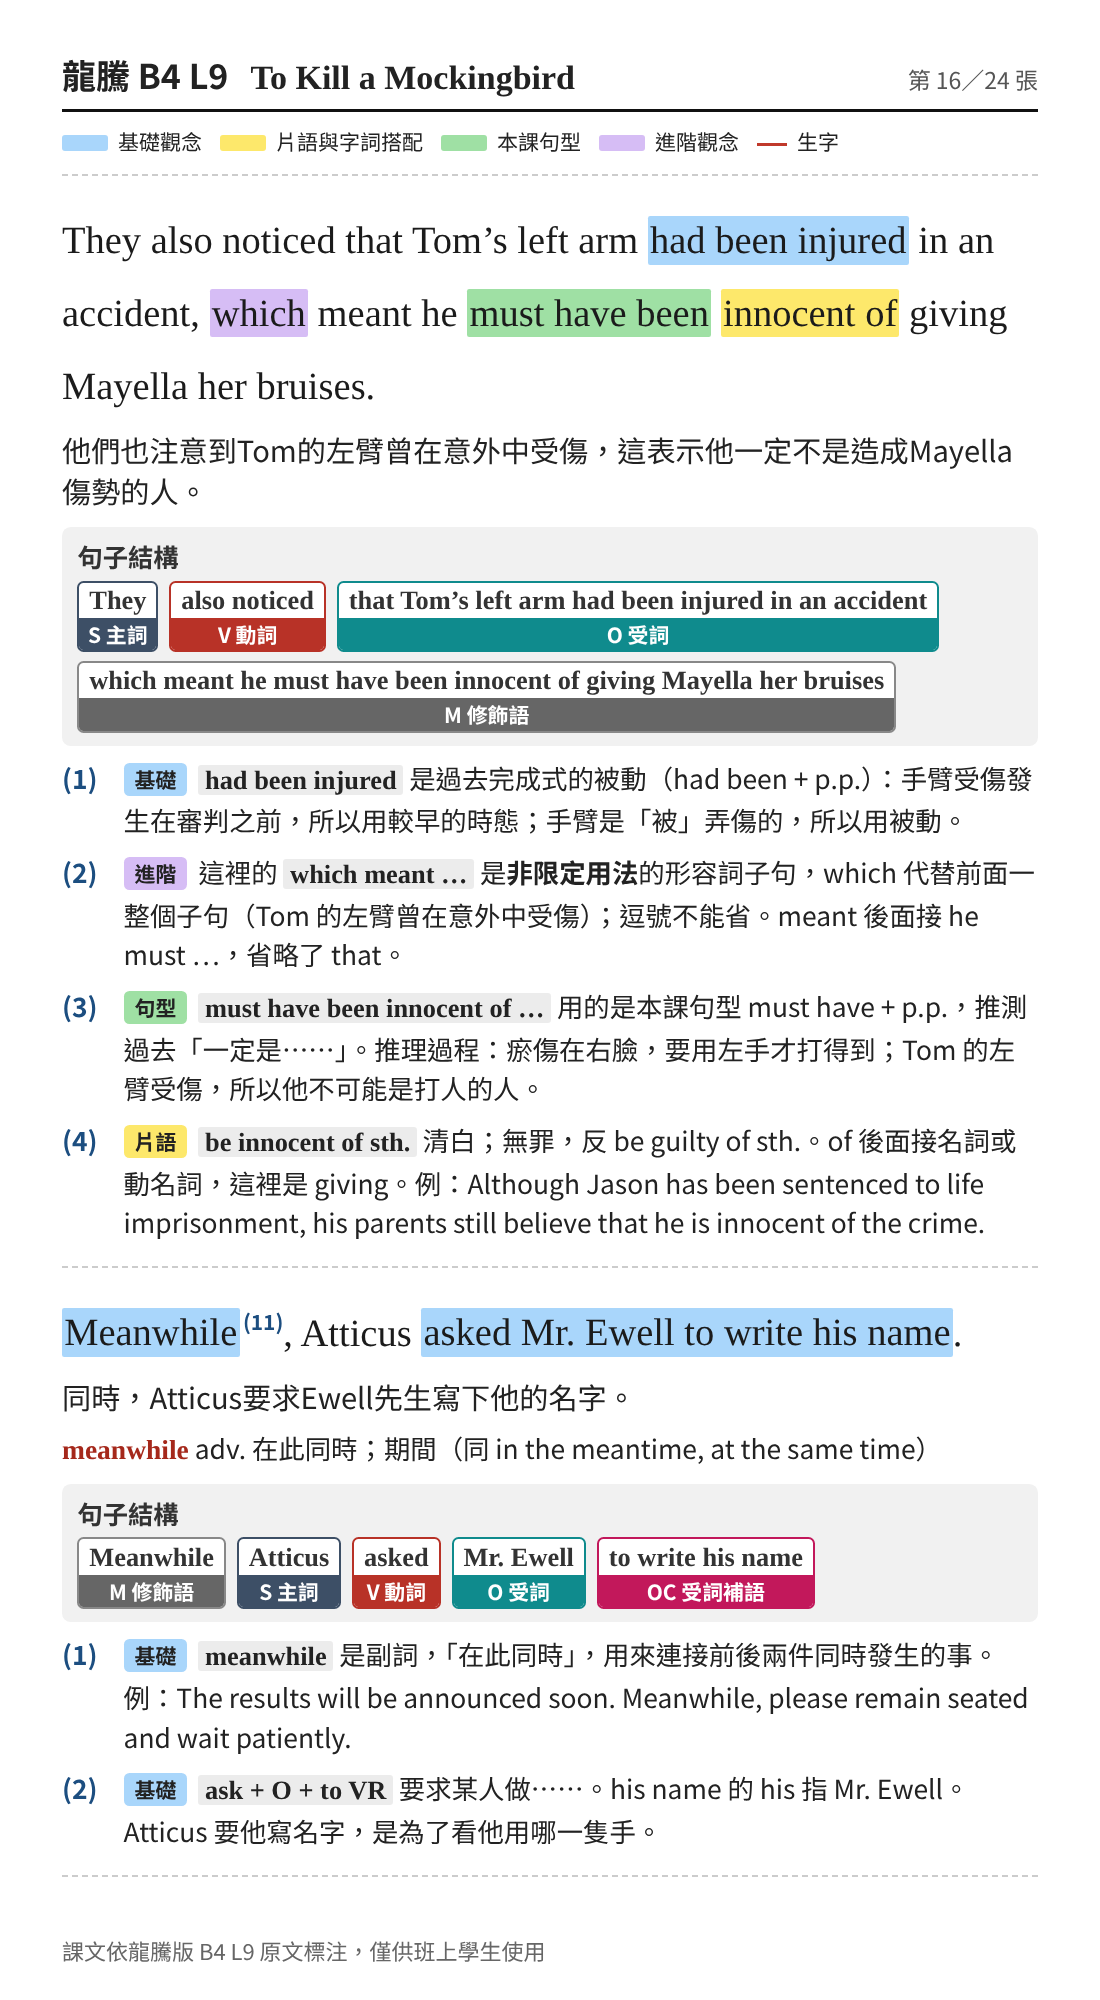 龍騰 B4 L9 To Kill a Mockingbird 第 16／24 張
基礎觀念 片語與字詞搭配 本課句型 進階觀念 生字
They also noticed that Tom’s left arm had been injured in an
accident, which meant he must have been innocent of giving
Mayella her bruises.
他們也注意到Tom的左臂曾在意外中受傷，這表示他一定不是造成Mayella
傷勢的人。
句子結構
They also noticed that Tom’s left arm had been injured in an accident
S 主詞 V 動詞 O 受詞
which meant he must have been innocent of giving Mayella her bruises
M 修飾語
(1) 基礎 had been injured 是過去完成式的被動（had been + p.p.）：手臂受傷發
生在審判之前，所以用較早的時態；手臂是「被」弄傷的，所以用被動。
(2) 進階 這裡的 which meant … 是非限定用法的形容詞子句，which 代替前面一
整個子句（Tom 的左臂曾在意外中受傷）；逗號不能省。meant 後面接 he
must …，省略了 that。
(3) 句型 must have been innocent of … 用的是本課句型 must have + p.p.，推測
過去「一定是……」。推理過程：瘀傷在右臉，要用左手才打得到；Tom 的左
臂受傷，所以他不可能是打人的人。
(4) 片語 be innocent of sth. 清白；無罪，反 be guilty of sth.。of 後面接名詞或
動名詞，這裡是 giving。例：Although Jason has been sentenced to life
imprisonment, his parents still believe that he is innocent of the crime.
Meanwhile(11), Atticus asked Mr. Ewell to write his name.
同時，Atticus要求Ewell先生寫下他的名字。
meanwhile adv. 在此同時；期間（同 in the meantime, at the same time）
句子結構
Meanwhile Atticus asked Mr. Ewell to write his name
M 修飾語 S 主詞 V 動詞 O 受詞 OC 受詞補語
(1) 基礎 meanwhile 是副詞，「在此同時」，用來連接前後兩件同時發生的事。
例：The results will be announced soon. Meanwhile, please remain seated
and wait patiently.
(2) 基礎 ask + O + to VR 要求某人做……。his name 的 his 指 Mr. Ewell。
Atticus 要他寫名字，是為了看他用哪一隻手。
課文依龍騰版 B4 L9 原文標注，僅供班上學生使用